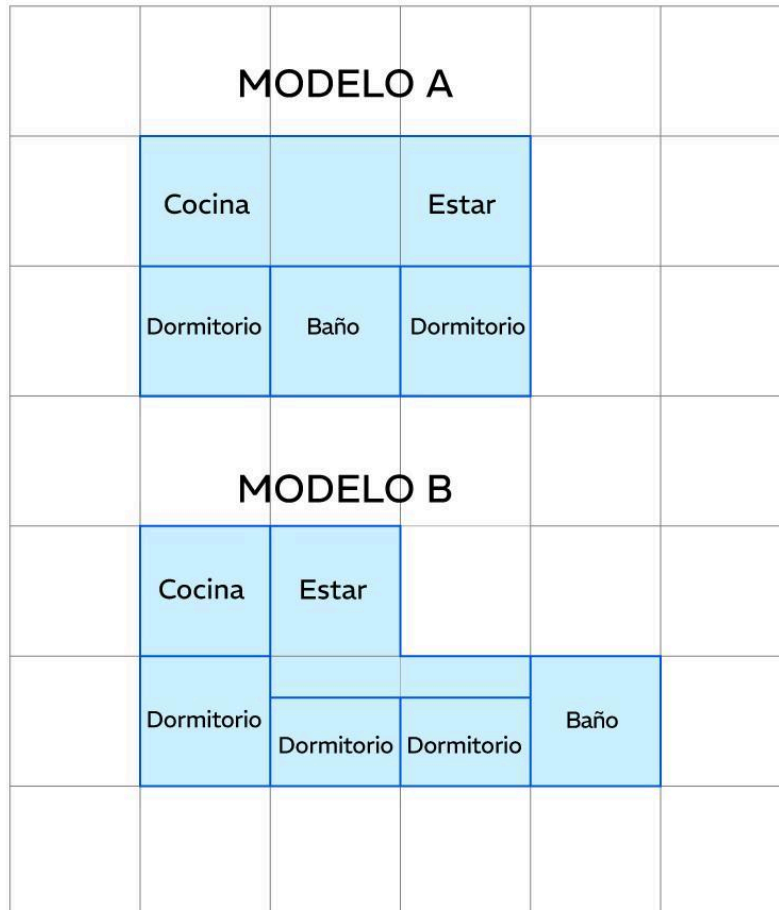 MODELO A
Cocina Estar
Dormitorio Baño Dormitorio
MODELO B
Cocina Estar
Dormitorio Baño
Dormitorio Dormitorio